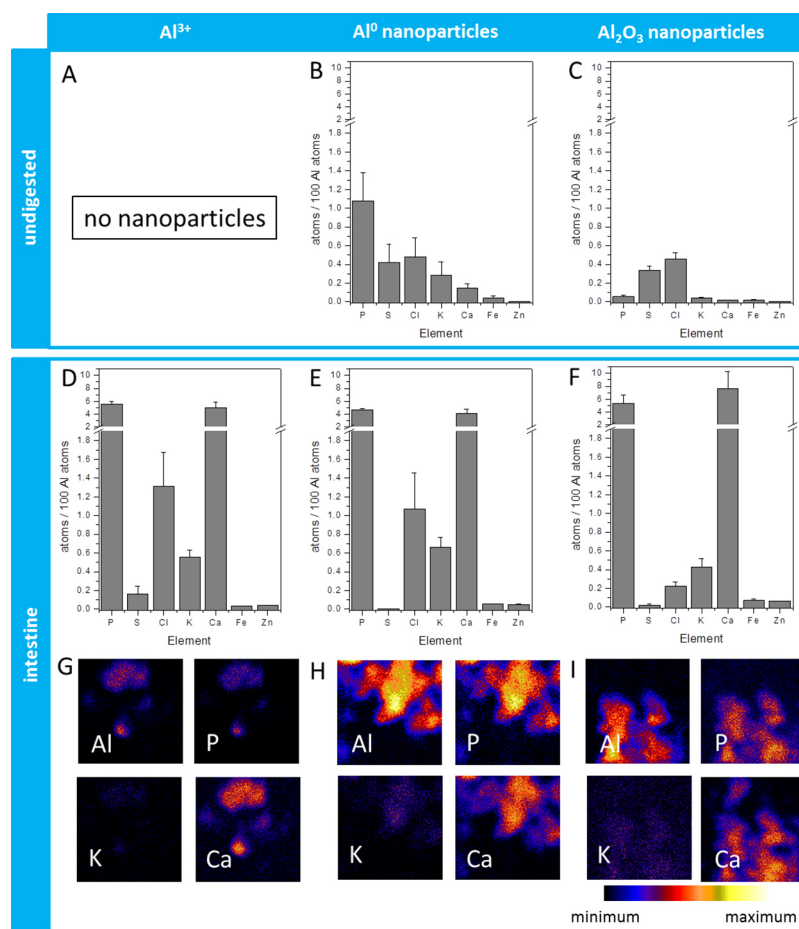 Al³⁺
Al⁰ nanoparticles
Al₂O₃ nanoparticles
undigested
A
no nanoparticles
B
atoms / 100 Al atoms
10
8
6
4
2
1.8
1.6
1.4
1.2
1.0
0.8
0.6
0.4
0.2
0.0
P S Cl K Ca Fe Zn
Element
C
atoms / 100 Al atoms
10
8
6
4
2
1.8
1.6
1.4
1.2
1.0
0.8
0.6
0.4
0.2
0.0
P S Cl K Ca Fe Zn
Element
intestine
D
atoms / 100 Al atoms
10
8
6
4
2
1.8
1.6
1.4
1.2
1.0
0.8
0.6
0.4
0.2
0.0
P S Cl K Ca Fe Zn
Element
E
atoms / 100 Al atoms
10
8
6
4
2
1.8
1.6
1.4
1.2
1.0
0.8
0.6
0.4
0.2
0.0
P S Cl K Ca Fe Zn
Element
F
atoms / 100 Al atoms
10
8
6
4
2
1.8
1.6
1.4
1.2
1.0
0.8
0.6
0.4
0.2
0.0
P S Cl K Ca Fe Zn
Element
G
Al P
K Ca
H
Al P
K Ca
I
Al P
K Ca
minimum maximum